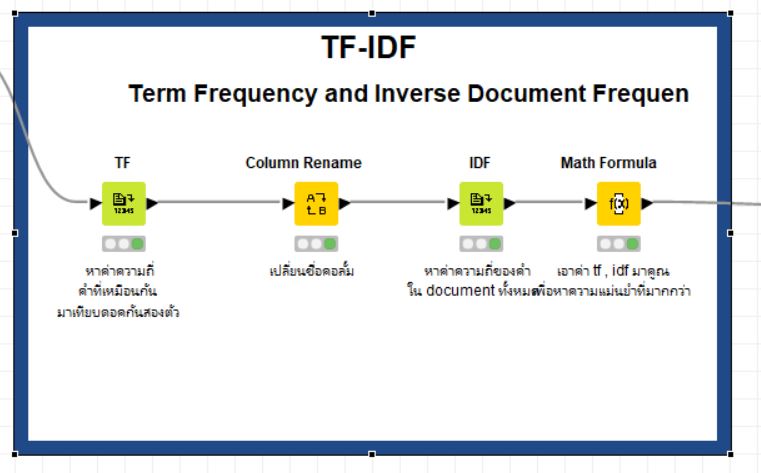 TF-IDF
Term Frequency and Inverse Document Frequen
TF
Column Rename
IDF
Math Formula
หาค่าความถี่
คำที่เหมือนกัน
มาเทียบดอคกันสองตัว
เปลี่ยนชื่อคอลั้ม
หาค่าความถี่ของคำ
ใน document ทั้งหมด
เอาค่า tf , idf มาคูณ
เพื่อหาความแม่นยำที่มากกว่า